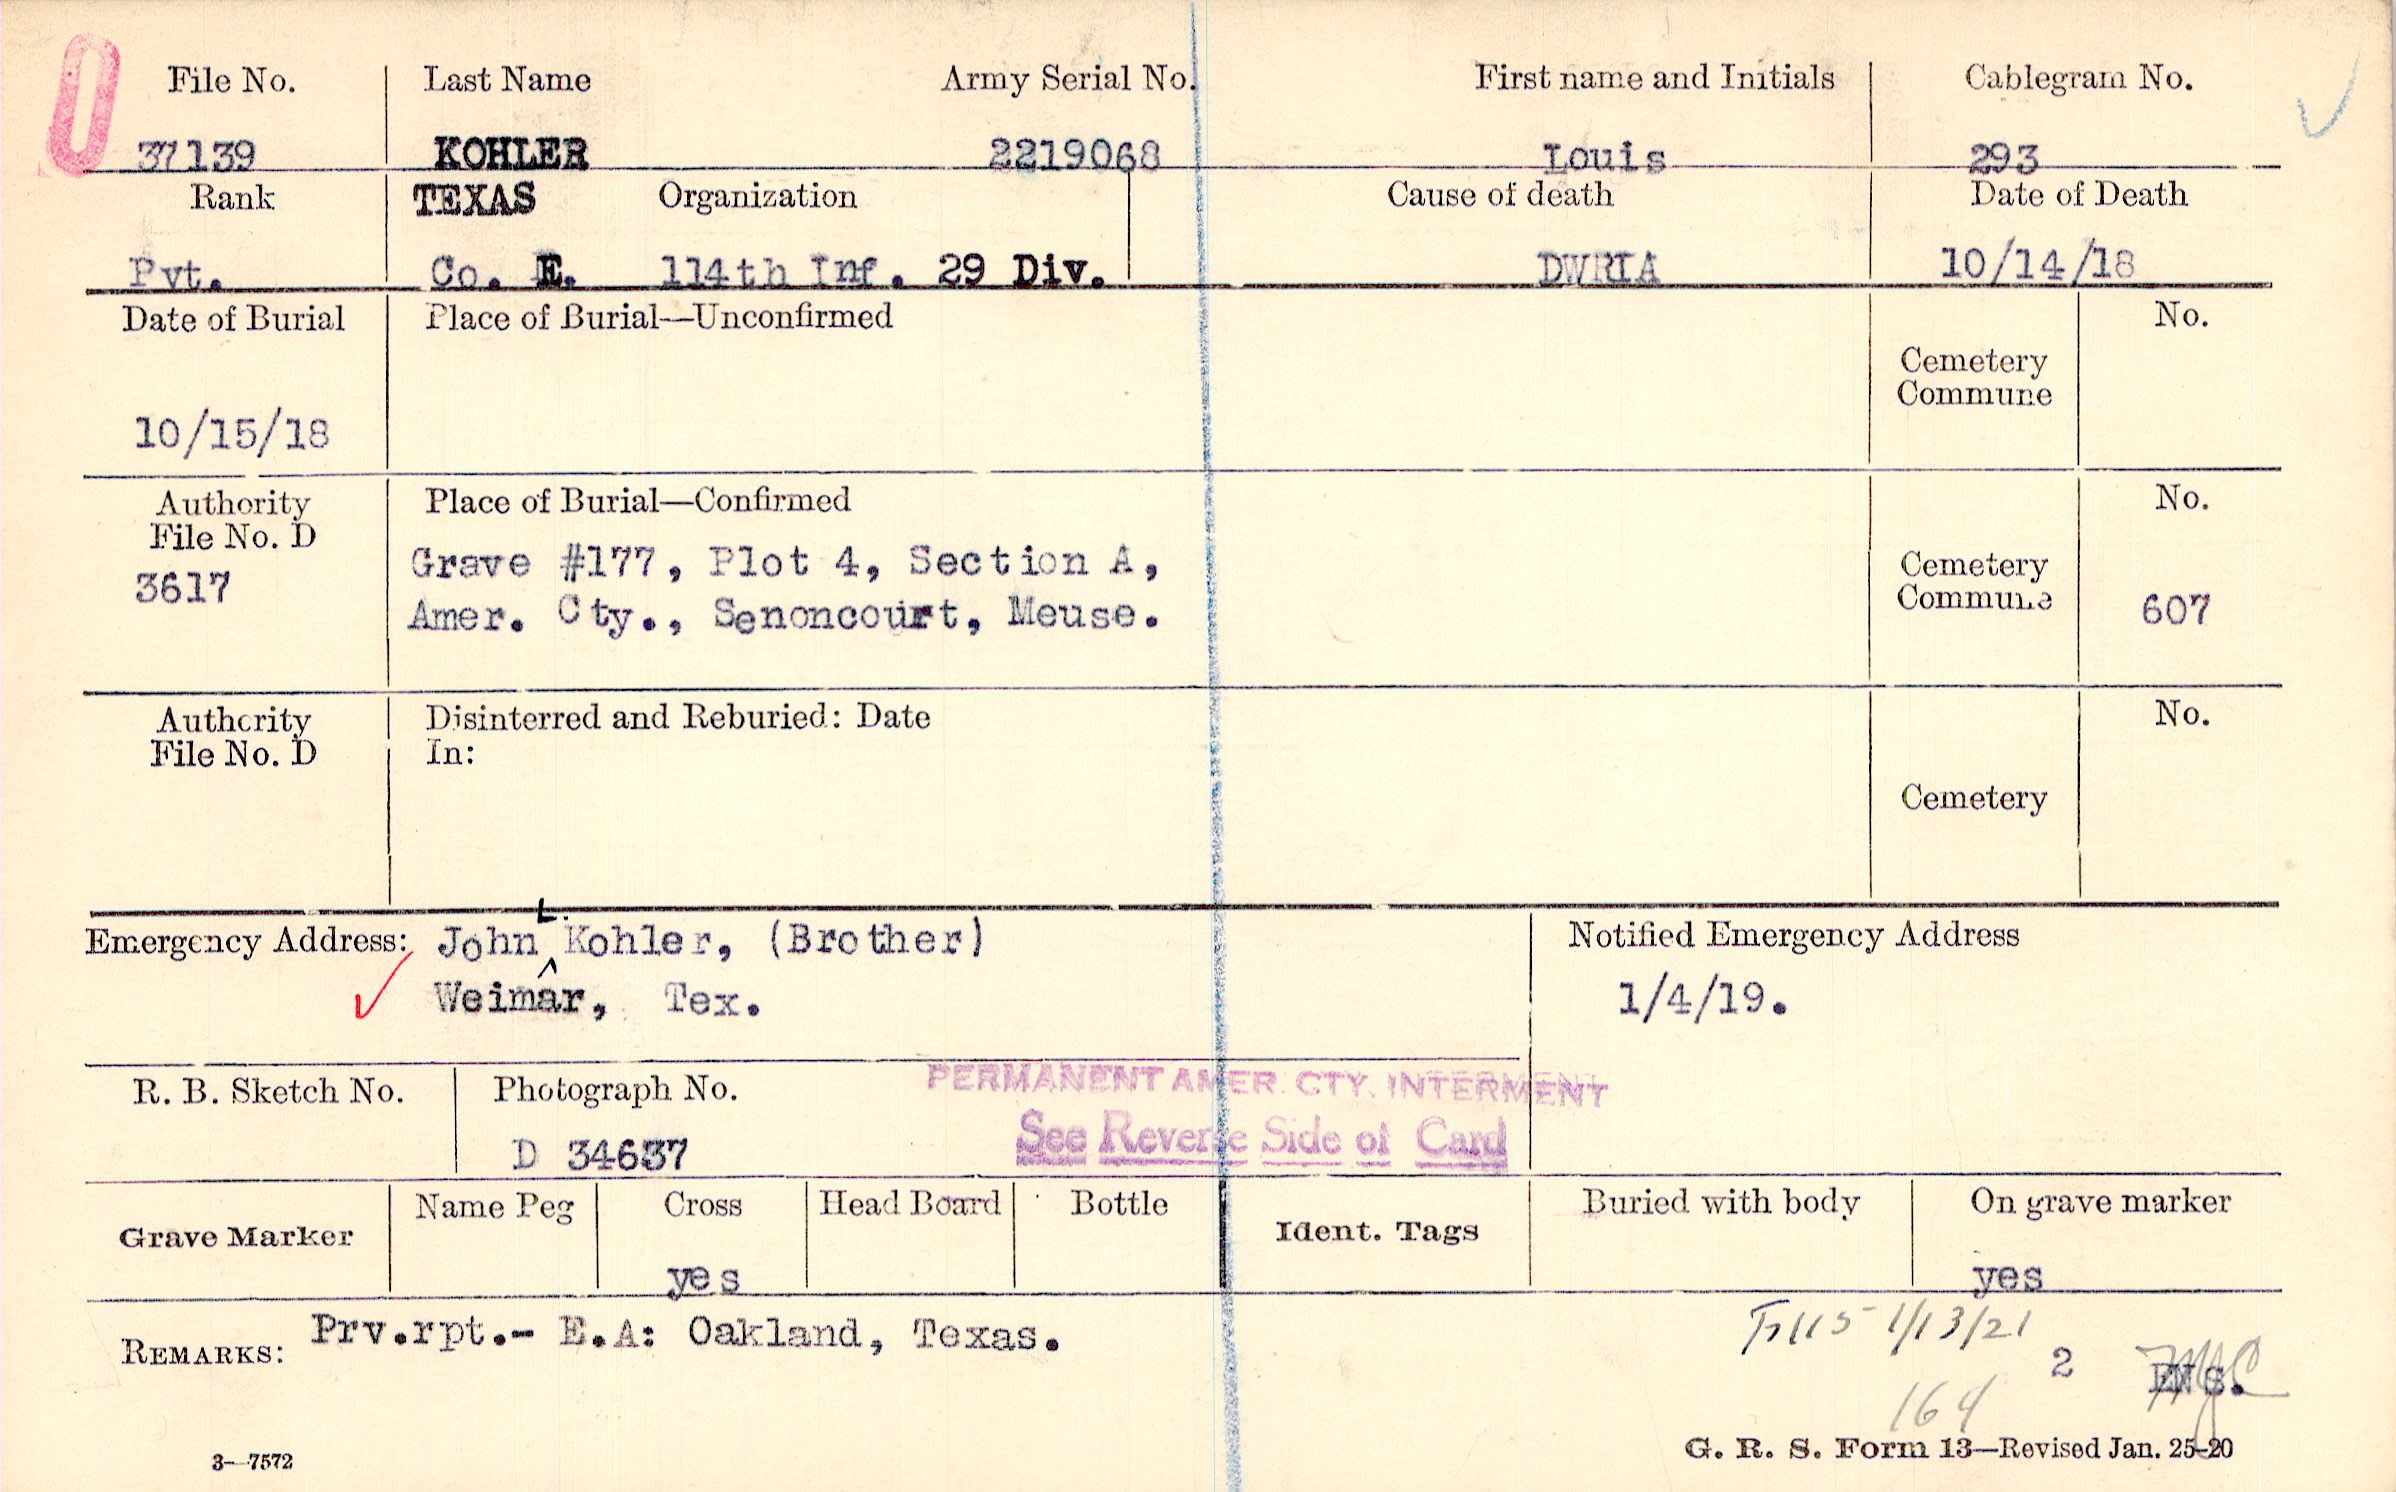 File No. Last Name Army Serial No. First name and Initials Cablegram No.
37139 KOHLER 2219068 Louis 293
Rank TEXAS Organization Cause of death Date of Death
Pvt. Co. E. 114th Inf. 29 Div. DWRIA 10/14/18
Date of Burial Place of Burial—Unconfirmed No.
Cemetery
Commune
10/15/18
Authority Place of Burial—Confirmed No.
File No. D
3617 Grave #177, Plot 4, Section A, Cemetery
Amer. Cty., Senoncourt, Meuse. Commune 607
Authority Disinterred and Reburied: Date No.
File No. D In:
Cemetery
Emergency Address: John L. Kohler, (Brother) Notified Emergency Address
Weimar, Tex. 1/4/19.
PERMANENT AMER. CTY. INTERMENT
R. B. Sketch No. Photograph No.
See Reverse Side of Card
D 34637
Grave Marker Name Peg Cross Head Board Bottle Ident. Tags Buried with body On grave marker
yes yes
REMARKS: Prv.rpt.- E.A: Oakland, Texas.
1/13/21
2
164
3—7572 G. R. S. Form 13—Revised Jan. 25-20